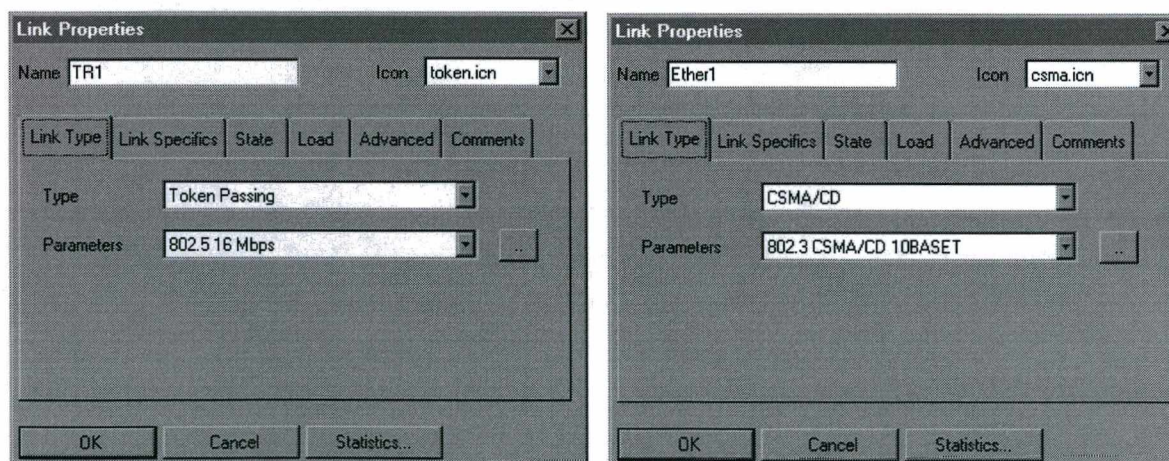 Link Properties
Name TR1 Icon token.icn
Link Type Link Specifics State Load Advanced Comments
Type Token Passing
Parameters 802.5 16 Mbps ..
OK Cancel Statistics...
Link Properties
Name Ether1 Icon csma.icn
Link Type Link Specifics State Load Advanced Comments
Type CSMA/CD
Parameters 802.3 CSMA/CD 10BASET ..
OK Cancel Statistics...